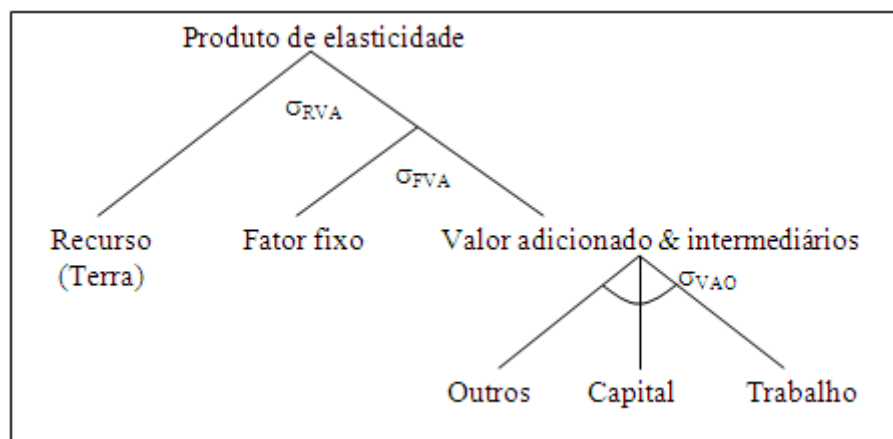 Produto de elasticidade
σRVA
σFVA
Recurso
(Terra)
Fator fixo
Valor adicionado & intermediários
σVAO
Outros
Capital
Trabalho